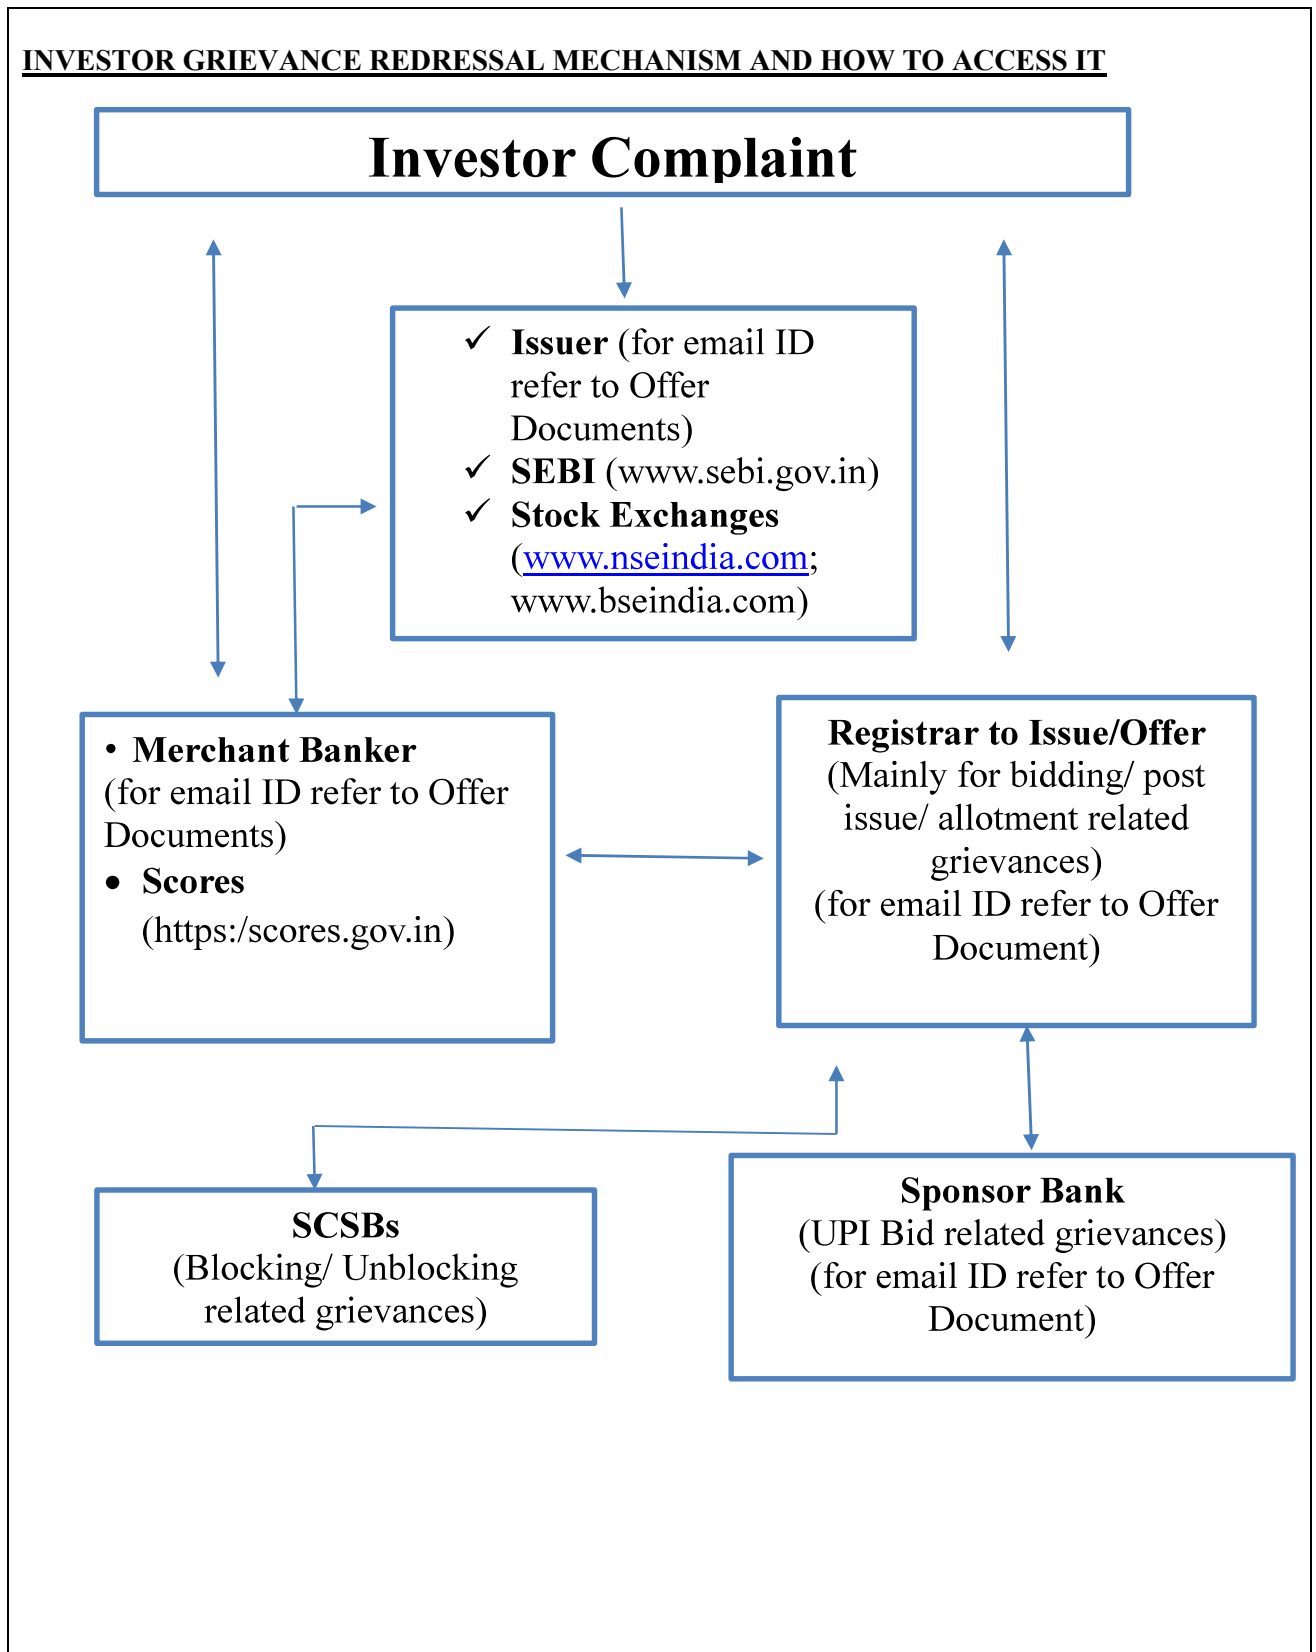 INVESTOR GRIEVANCE REDRESSAL MECHANISM AND HOW TO ACCESS IT
Investor Complaint
✓ Issuer (for email ID
refer to Offer
Documents)
✓ SEBI (www.sebi.gov.in)
✓ Stock Exchanges
(www.nseindia.com;
www.bseindia.com)
• Merchant Banker
(for email ID refer to Offer
Documents)
• Scores
(https:/scores.gov.in)
Registrar to Issue/Offer
(Mainly for bidding/ post
issue/ allotment related
grievances)
(for email ID refer to Offer
Document)
SCSBs
(Blocking/ Unblocking
related grievances)
Sponsor Bank
(UPI Bid related grievances)
(for email ID refer to Offer
Document)